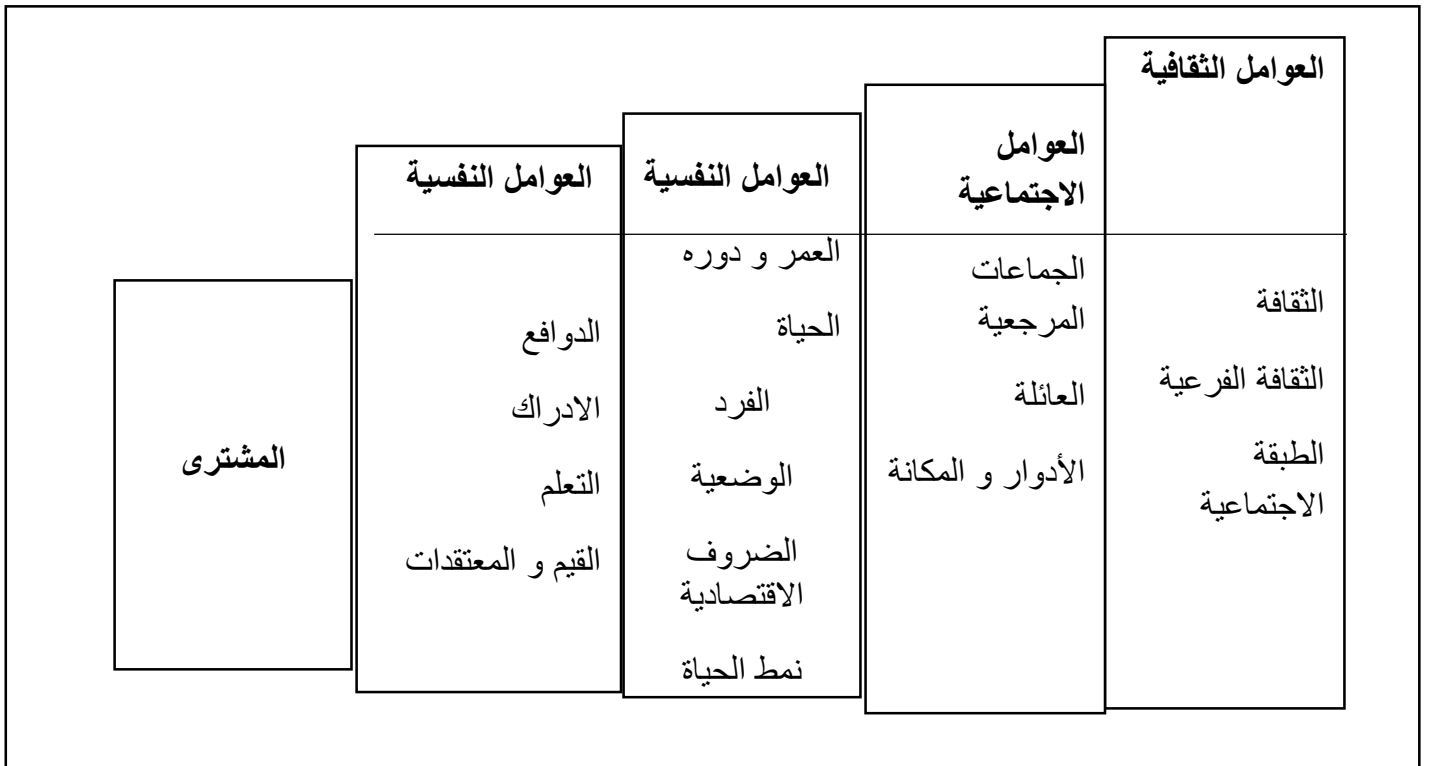 العوامل الثقافية
الثقافة
الثقافة الفرعية
الطبقة
الاجتماعية
العوامل
الاجتماعية
الجماعات
المرجعية
العائلة
الأدوار و المكانة
العوامل النفسية
العمر و دوره
الحياة
الفرد
الوضعية
الضروف
الاقتصادية
نمط الحياة
العوامل النفسية
الدوافع
الادراك
التعلم
القيم و المعتقدات
المشترى